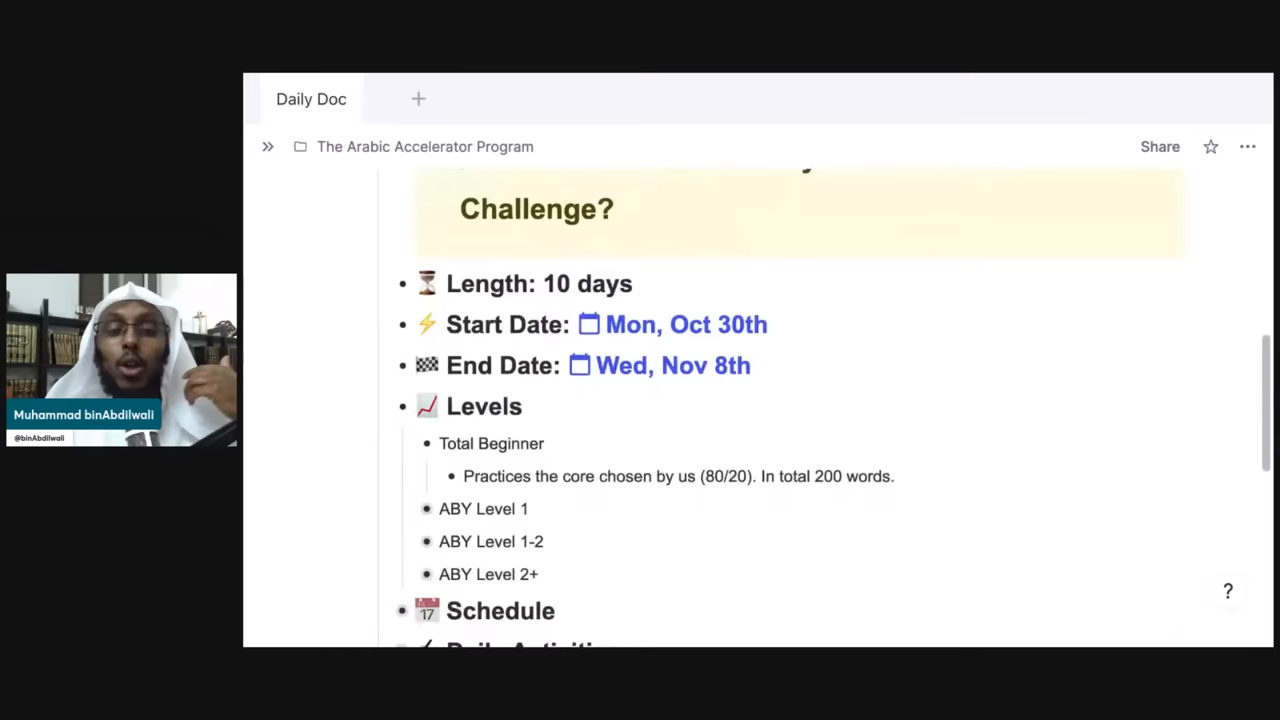 Daily Doc
The Arabic Accelerator Program
Share
Challenge?
Length: 10 days
Start Date: Mon, Oct 30th
End Date: Wed, Nov 8th
Levels
Total Beginner
Practices the core chosen by us (80/20). In total 200 words.
ABY Level 1
ABY Level 1-2
ABY Level 2+
17 Schedule
?
Muhammad binAbdilwali
@binAbdilwali